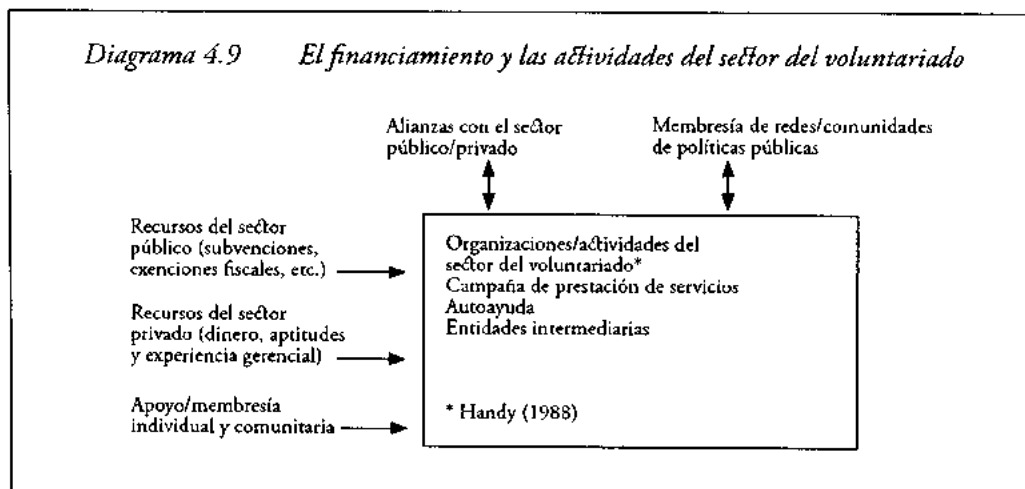 Diagrama 4.9 El financiamiento y las actividades del sector del voluntariado
Alianzas con el sector
público/privado
Membresía de redes/comunidades
de políticas públicas
Recursos del sector
público (subvenciones,
exenciones fiscales, etc.)
Recursos del sector
privado (dinero, aptitudes
y experiencia gerencial)
Apoyo/membresía
individual y comunitaria
Organizaciones/actividades del
sector del voluntariado*
Campaña de prestación de servicios
Autoayuda
Entidades intermediarias
* Handy (1988)